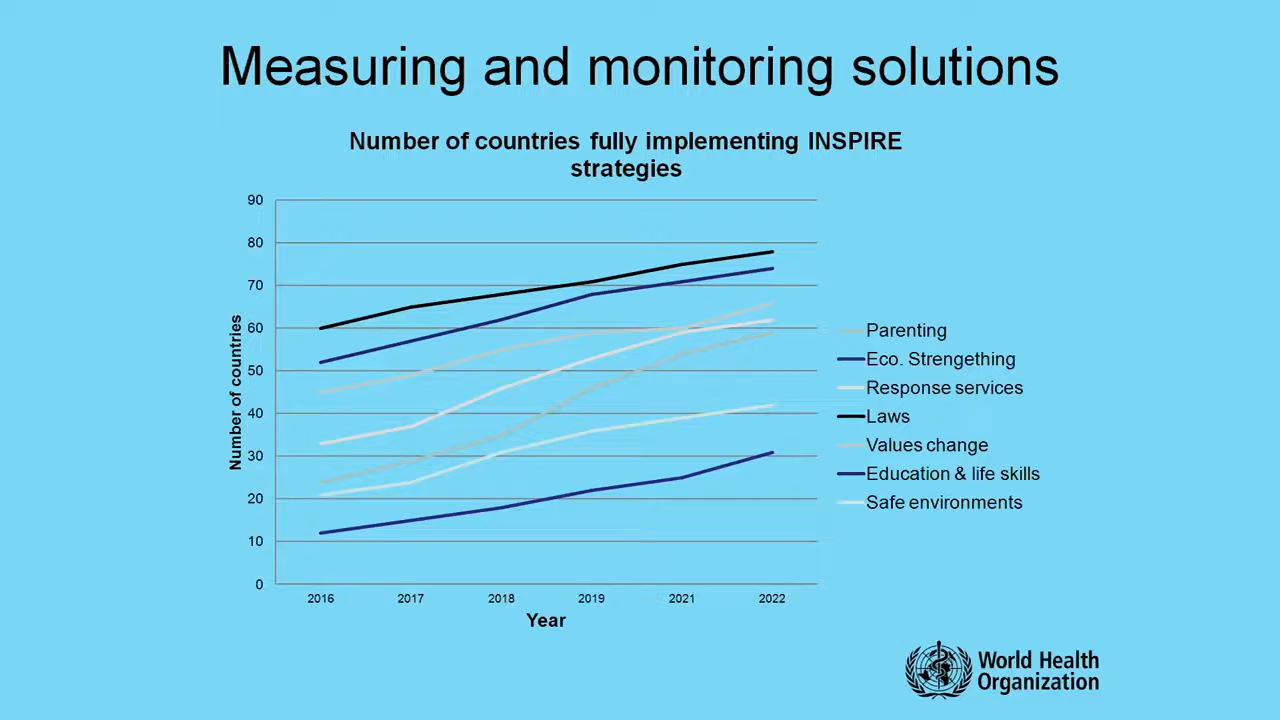 Measuring and monitoring solutions
Number of countries fully implementing INSPIRE
strategies
Number of countries
90
80
70
60
50
40
30
20
10
0
2016 2017 2018 2019 2021 2022
Year
Parenting
Eco. Strengething
Response services
Laws
Values change
Education & life skills
Safe environments
World Health
Organization